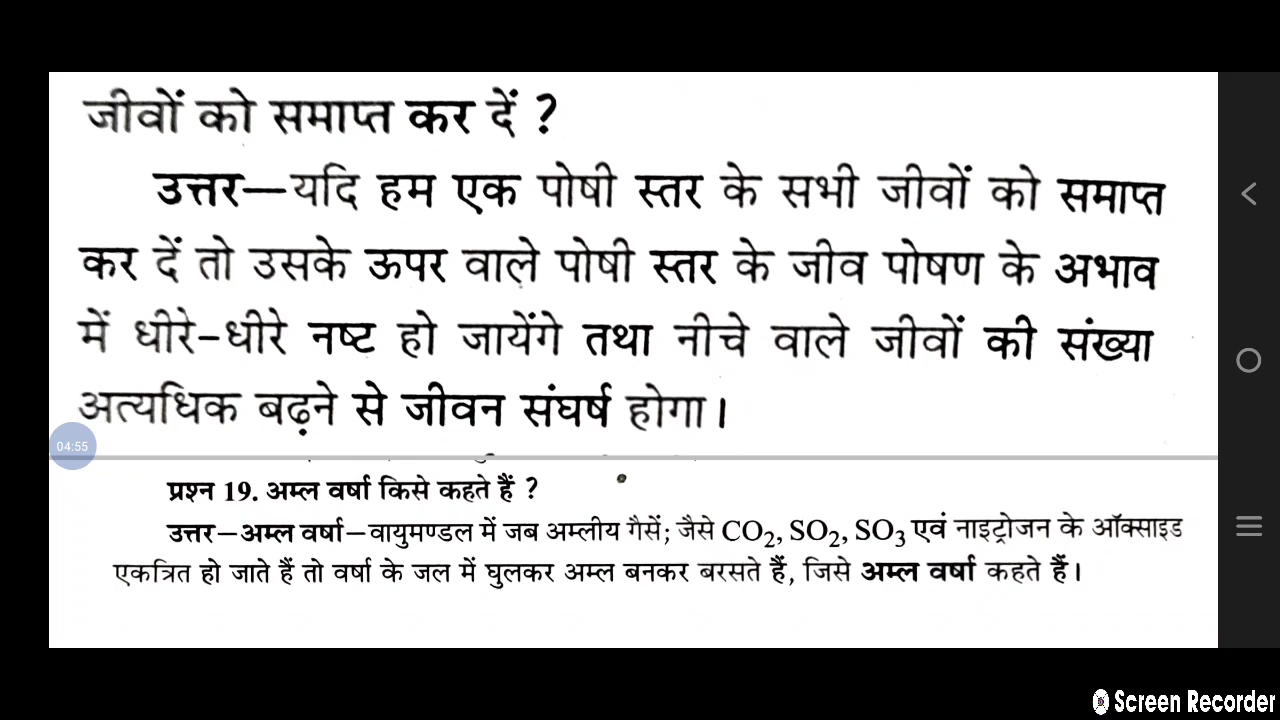 जीवों को समाप्त कर दें ?
उत्तर—यदि हम एक पोषी स्तर के सभी जीवों को समाप्त
कर दें तो उसके ऊपर वाले पोषी स्तर के जीव पोषण के अभाव
में धीरे-धीरे नष्ट हो जायेंगे तथा नीचे वाले जीवों की संख्या
अत्यधिक बढ़ने से जीवन संघर्ष होगा।
04:55
प्रश्न 19. अम्ल वर्षा किसे कहते हैं ?
उत्तर—अम्ल वर्षा—वायुमण्डल में जब अम्लीय गैसें; जैसे CO₂, SO₂, SO₃ एवं नाइट्रोजन के ऑक्साइड
एकत्रित हो जाते हैं तो वर्षा के जल में घुलकर अम्ल बनकर बरसते हैं, जिसे अम्ल वर्षा कहते हैं।
Screen Recorder